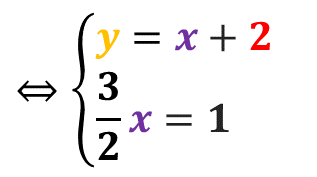 ⇔ { y = x + 2
3/2 x = 1